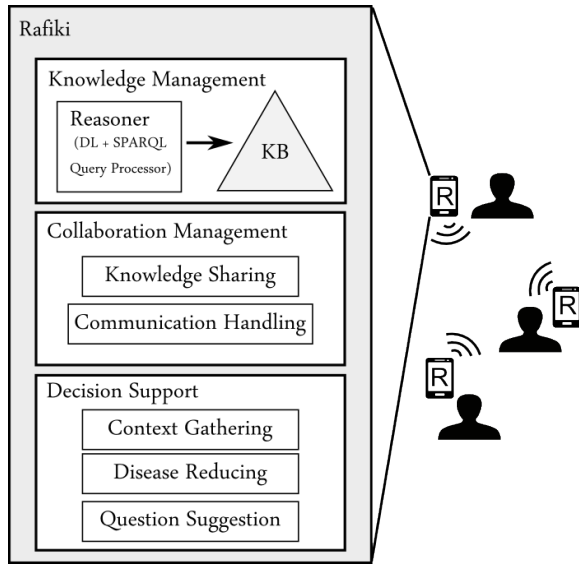 Rafiki
Knowledge Management
Reasoner
(DL + SPARQL
Query Processor)
KB
Collaboration Management
Knowledge Sharing
Communication Handling
Decision Support
Context Gathering
Disease Reducing
Question Suggestion
R
R
R